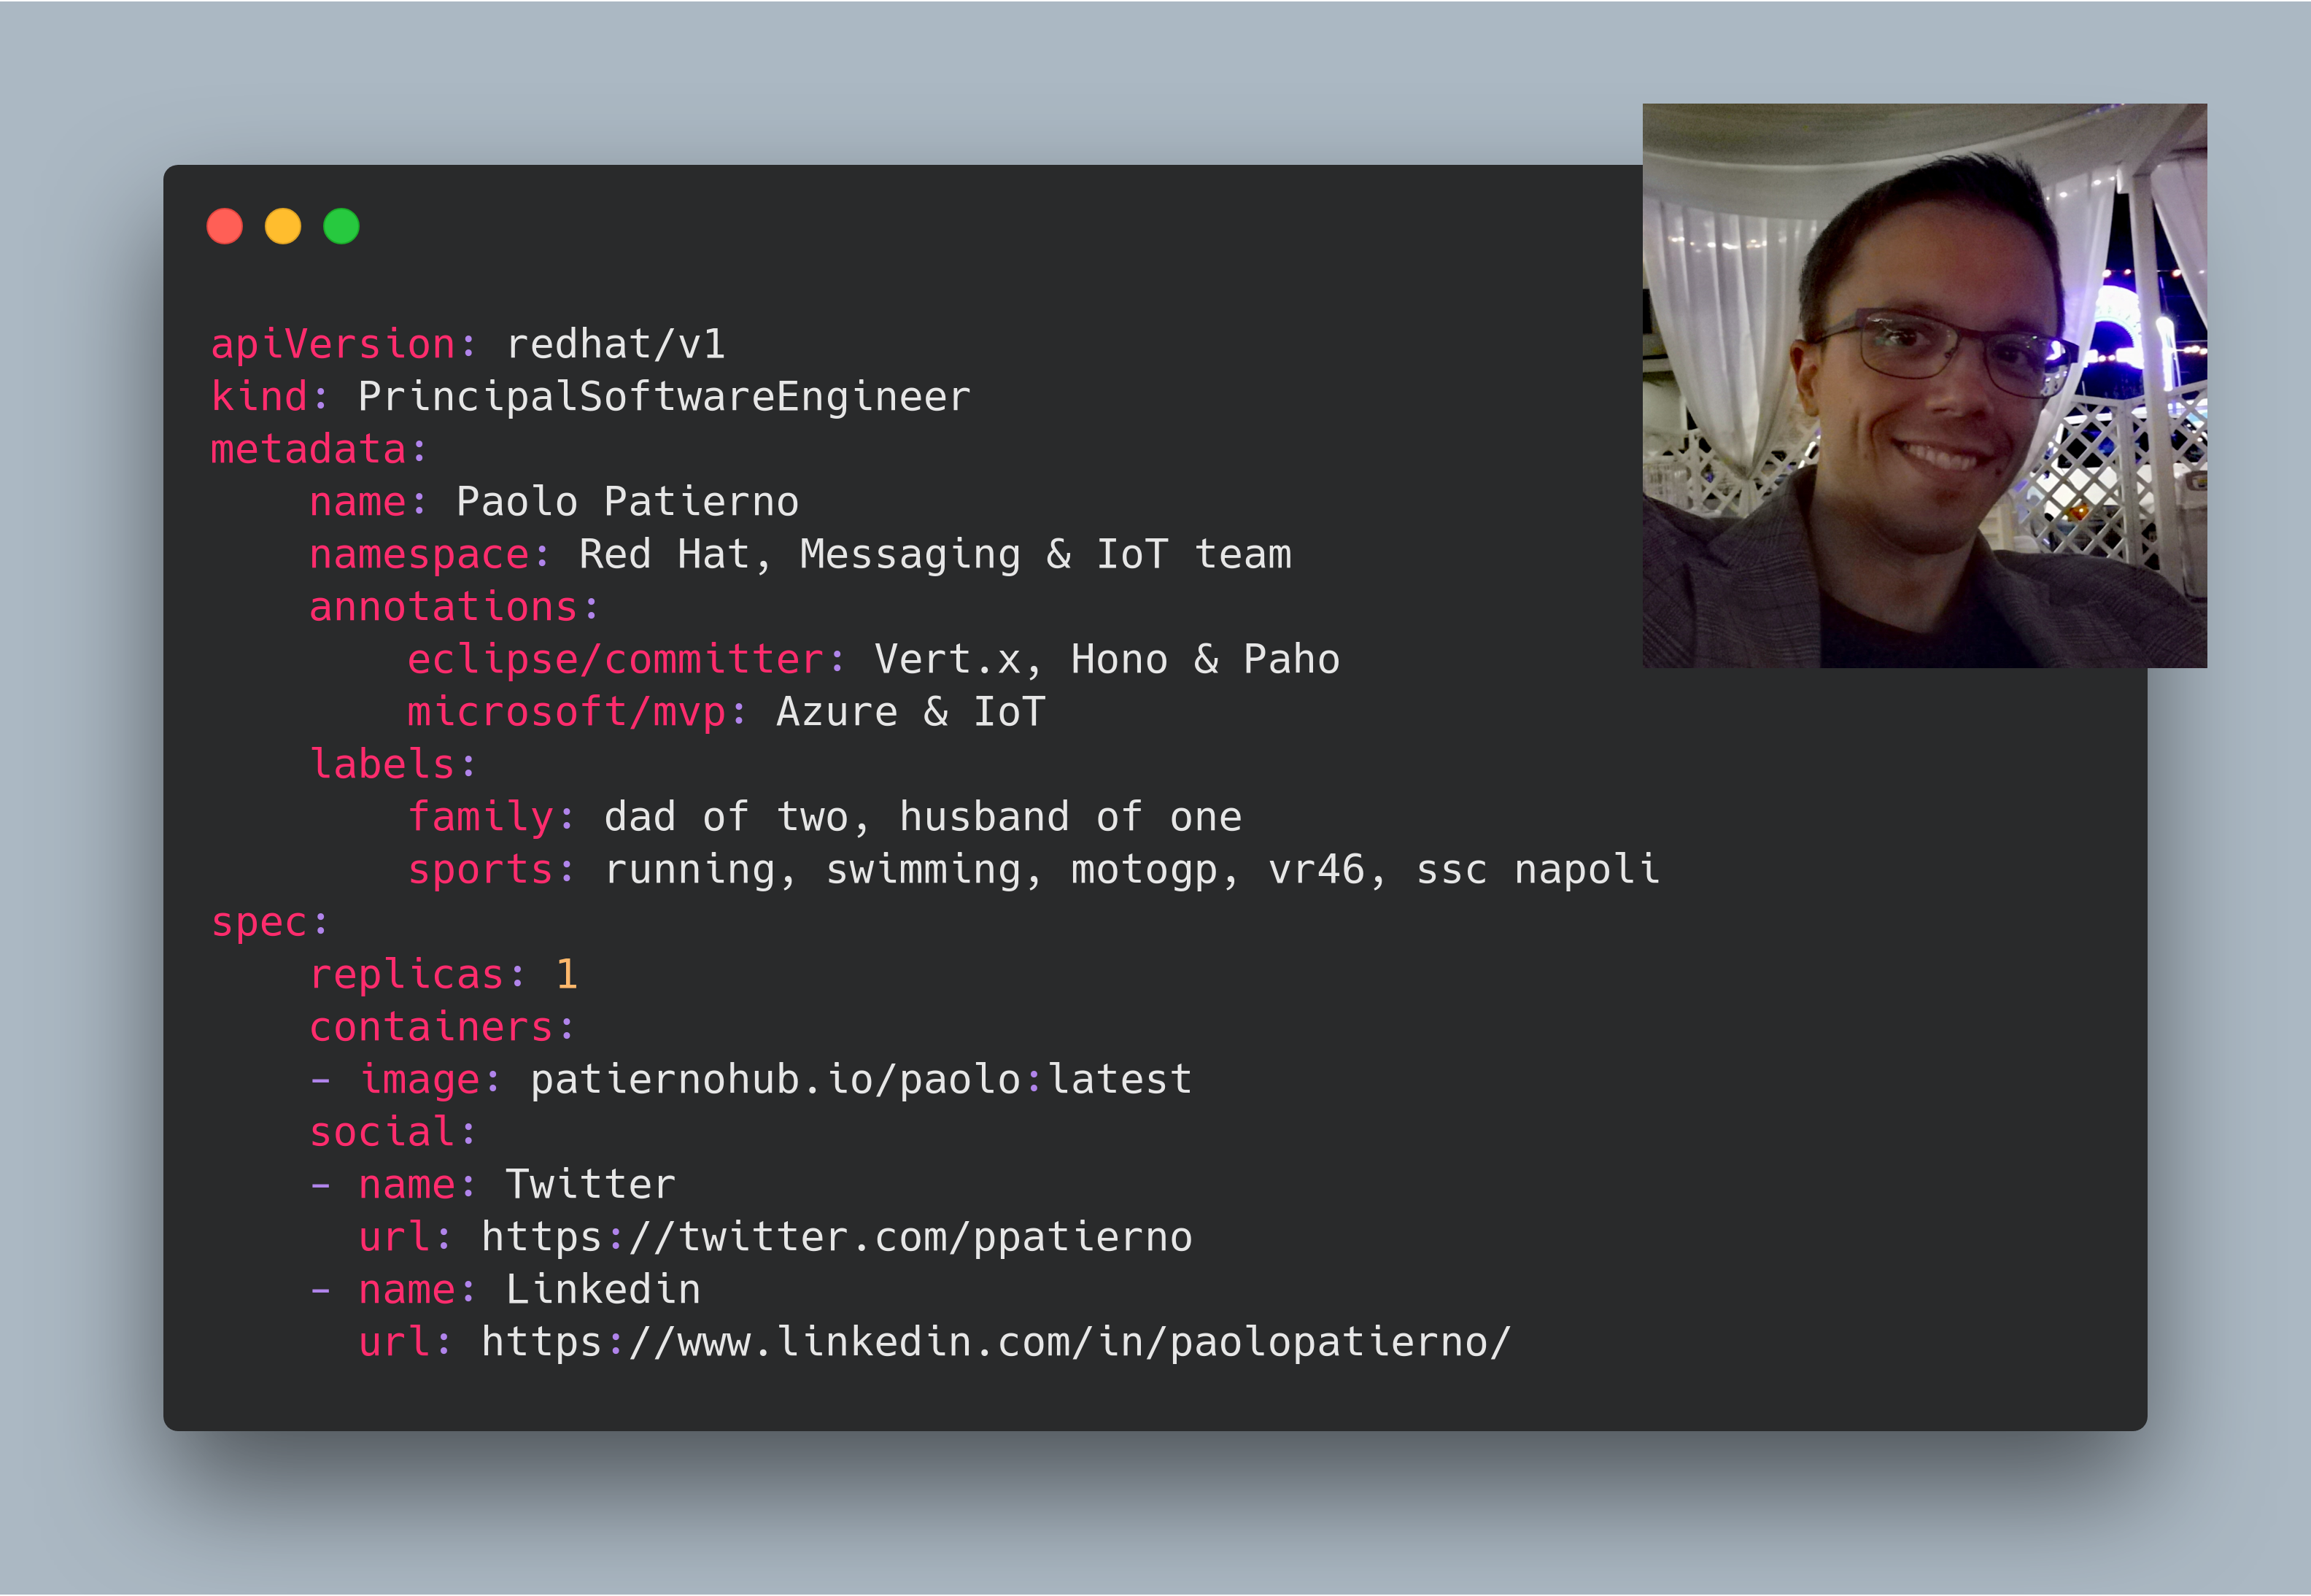 apiVersion: redhat/v1
kind: PrincipalSoftwareEngineer
metadata:
    name: Paolo Patierno
    namespace: Red Hat, Messaging & IoT team
    annotations:
        eclipse/committer: Vert.x, Hono & Paho
        microsoft/mvp: Azure & IoT
    labels:
        family: dad of two, husband of one
        sports: running, swimming, motogp, vr46, ssc napoli
spec:
    replicas: 1
    containers:
    - image: patiernohub.io/paolo:latest
    social:
    - name: Twitter
      url: https://twitter.com/ppatierno
    - name: Linkedin
      url: https://www.linkedin.com/in/paolopatierno/